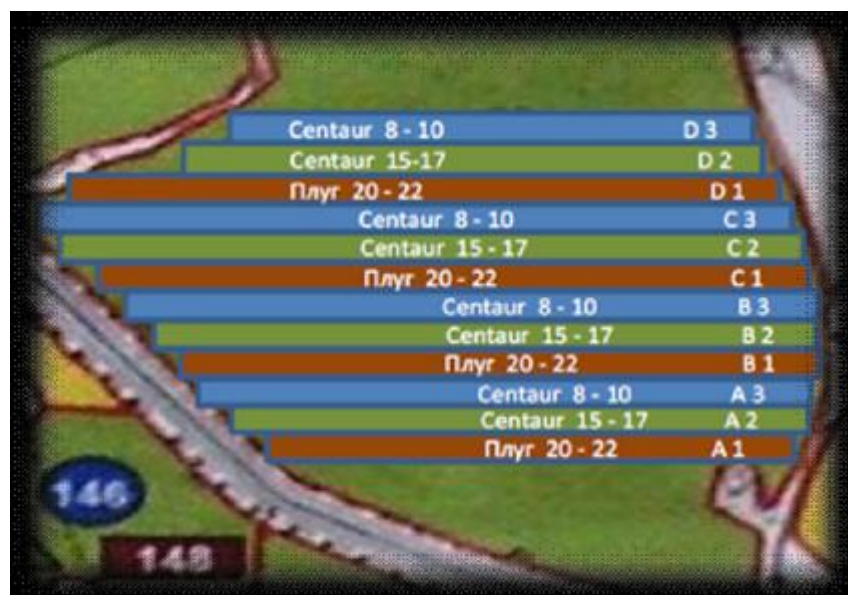 Centaur 8 - 10 D 3
Centaur 15-17 D 2
Плуг 20 - 22 D 1
Centaur 8 - 10 C 3
Centaur 15 - 17 C 2
Плуг 20 - 22 C 1
Centaur 8 - 10 B 3
Centaur 15 - 17 B 2
Плуг 20 - 22 B 1
Centaur 8 - 10 A 3
Centaur 15 - 17 A 2
Плуг 20 - 22 A 1
146
148